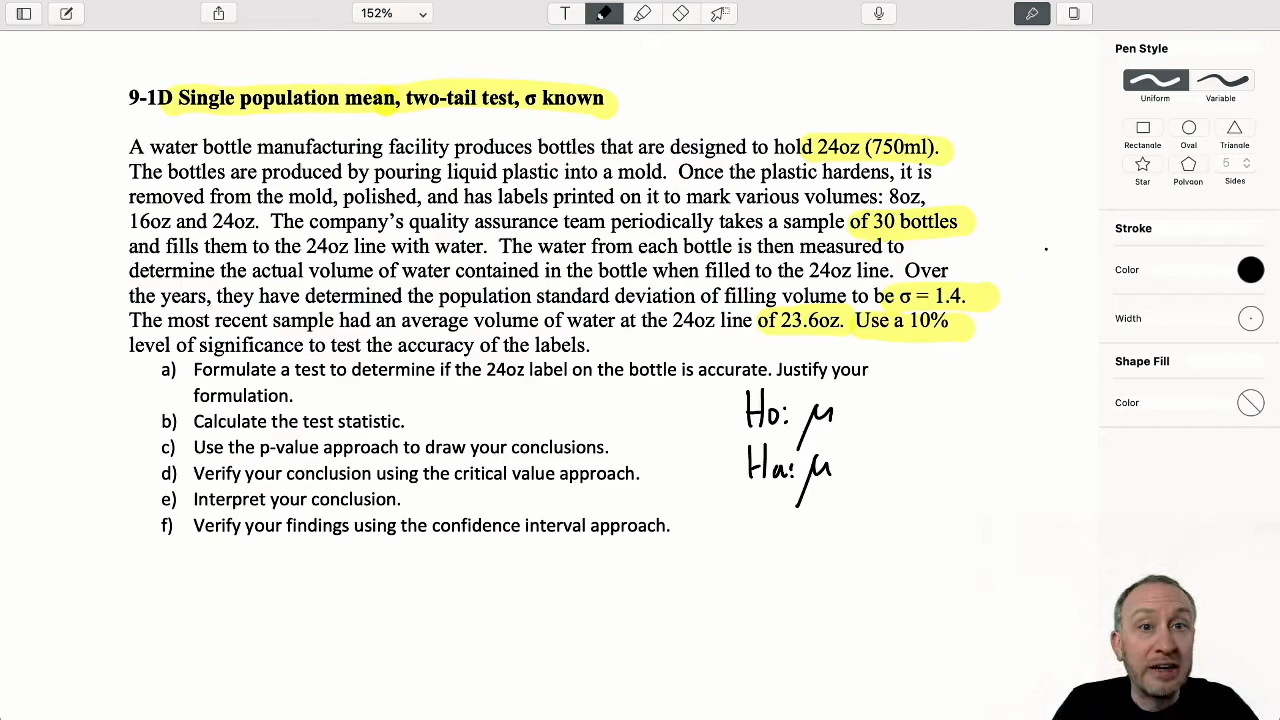 152%
T
Pen Style
Uniform
Variable
Rectangle
Oval
Triangle
Star
Polygon
5
Sides
Stroke
Color
Width
Shape Fill
Color
9-1D Single population mean, two-tail test, σ known
A water bottle manufacturing facility produces bottles that are designed to hold 24oz (750ml).
The bottles are produced by pouring liquid plastic into a mold. Once the plastic hardens, it is
removed from the mold, polished, and has labels printed on it to mark various volumes: 8oz,
16oz and 24oz. The company's quality assurance team periodically takes a sample of 30 bottles
and fills them to the 24oz line with water. The water from each bottle is then measured to
determine the actual volume of water contained in the bottle when filled to the 24oz line. Over
the years, they have determined the population standard deviation of filling volume to be σ = 1.4.
The most recent sample had an average volume of water at the 24oz line of 23.6oz. Use a 10%
level of significance to test the accuracy of the labels.
a) Formulate a test to determine if the 24oz label on the bottle is accurate. Justify your
formulation.
b) Calculate the test statistic.
c) Use the p-value approach to draw your conclusions.
d) Verify your conclusion using the critical value approach.
e) Interpret your conclusion.
f) Verify your findings using the confidence interval approach.
Ho: μ
Ha: μ